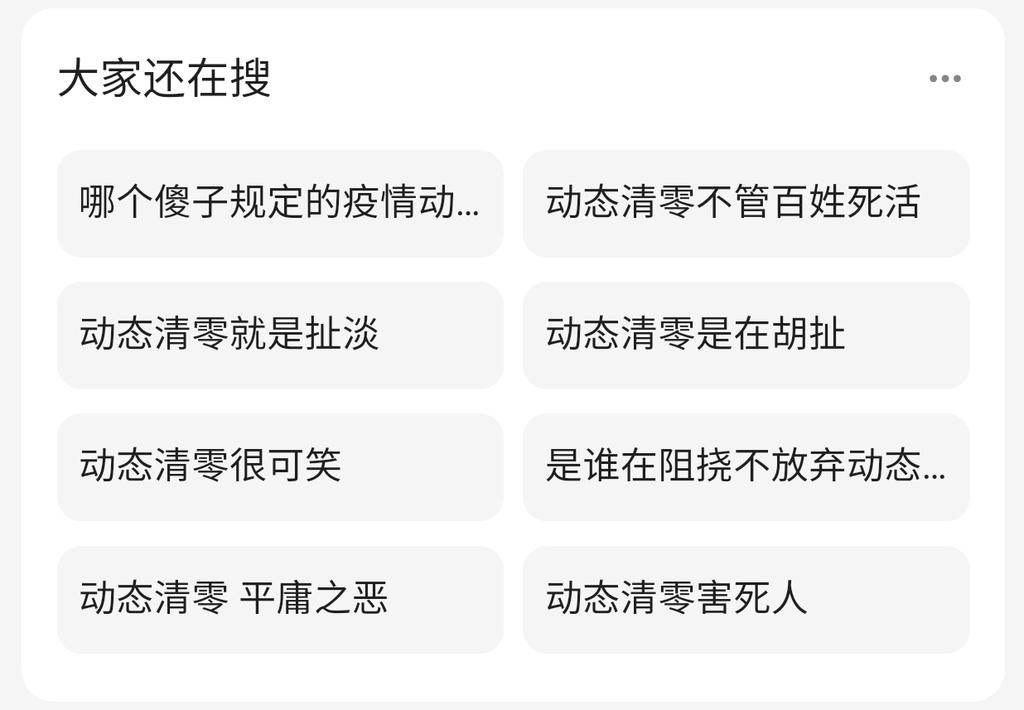 大家还在搜
哪个傻子规定的疫情动...
动态清零不管百姓死活
动态清零就是扯淡
动态清零是在胡扯
动态清零很可笑
是谁在阻挠不放弃动态...
动态清零 平庸之恶
动态清零害死人